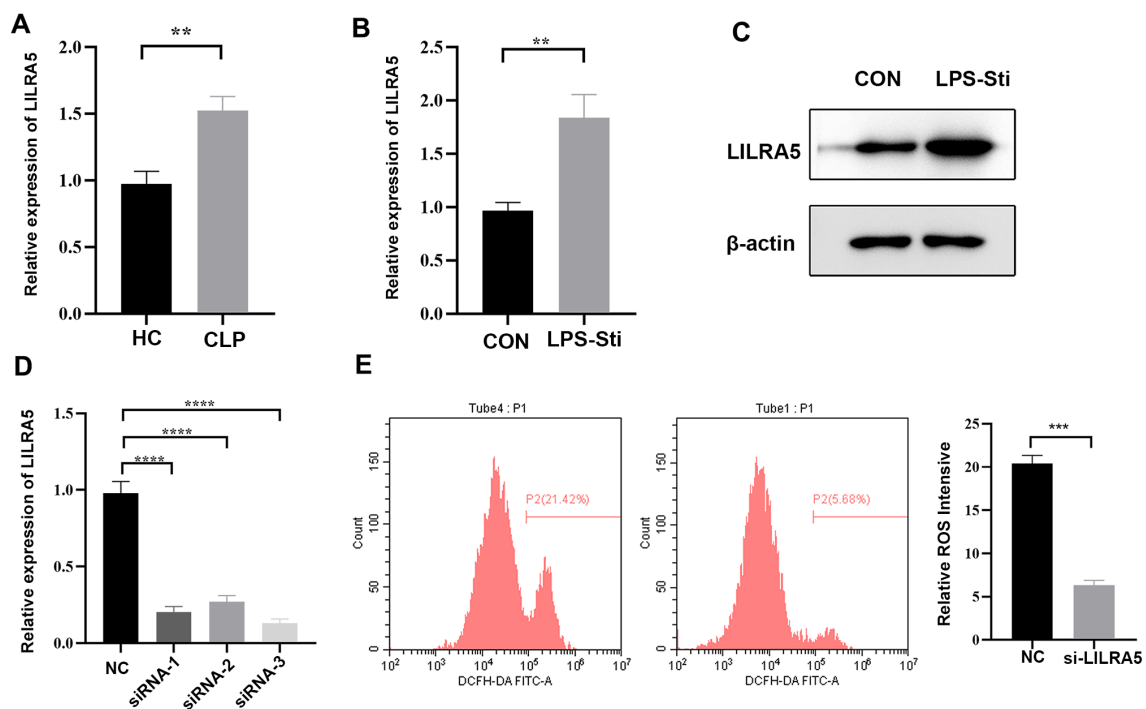 A
Relative expression of LILRA5
2.0
1.5
1.0
0.5
0.0
**
HC
CLP
B
Relative expression of LILRA5
2.5
2.0
1.0
0.5
0.0
**
CON
LPS-Sti
C
CON LPS-Sti
LILRA5
β-actin
D
Relative expression of LILRA5
1.5
1.0
0.5
0.0
****
****
****
NC
siRNA-1
siRNA-2
siRNA-3
E
Tube4 : P1
Count
150
100
50
0
P2(21.42%)
10² 10³ 10⁴ 10⁵ 10⁶ 10⁷
DCFH-DA FITC-A
Tube1 : P1
Count
150
100
50
0
P2(5.68%)
10² 10³ 10⁴ 10⁵ 10⁶ 10⁷
DCFH-DA FITC-A
Relative ROS Intensive
25
20
15
10
5
0
***
NC
si-LILRA5